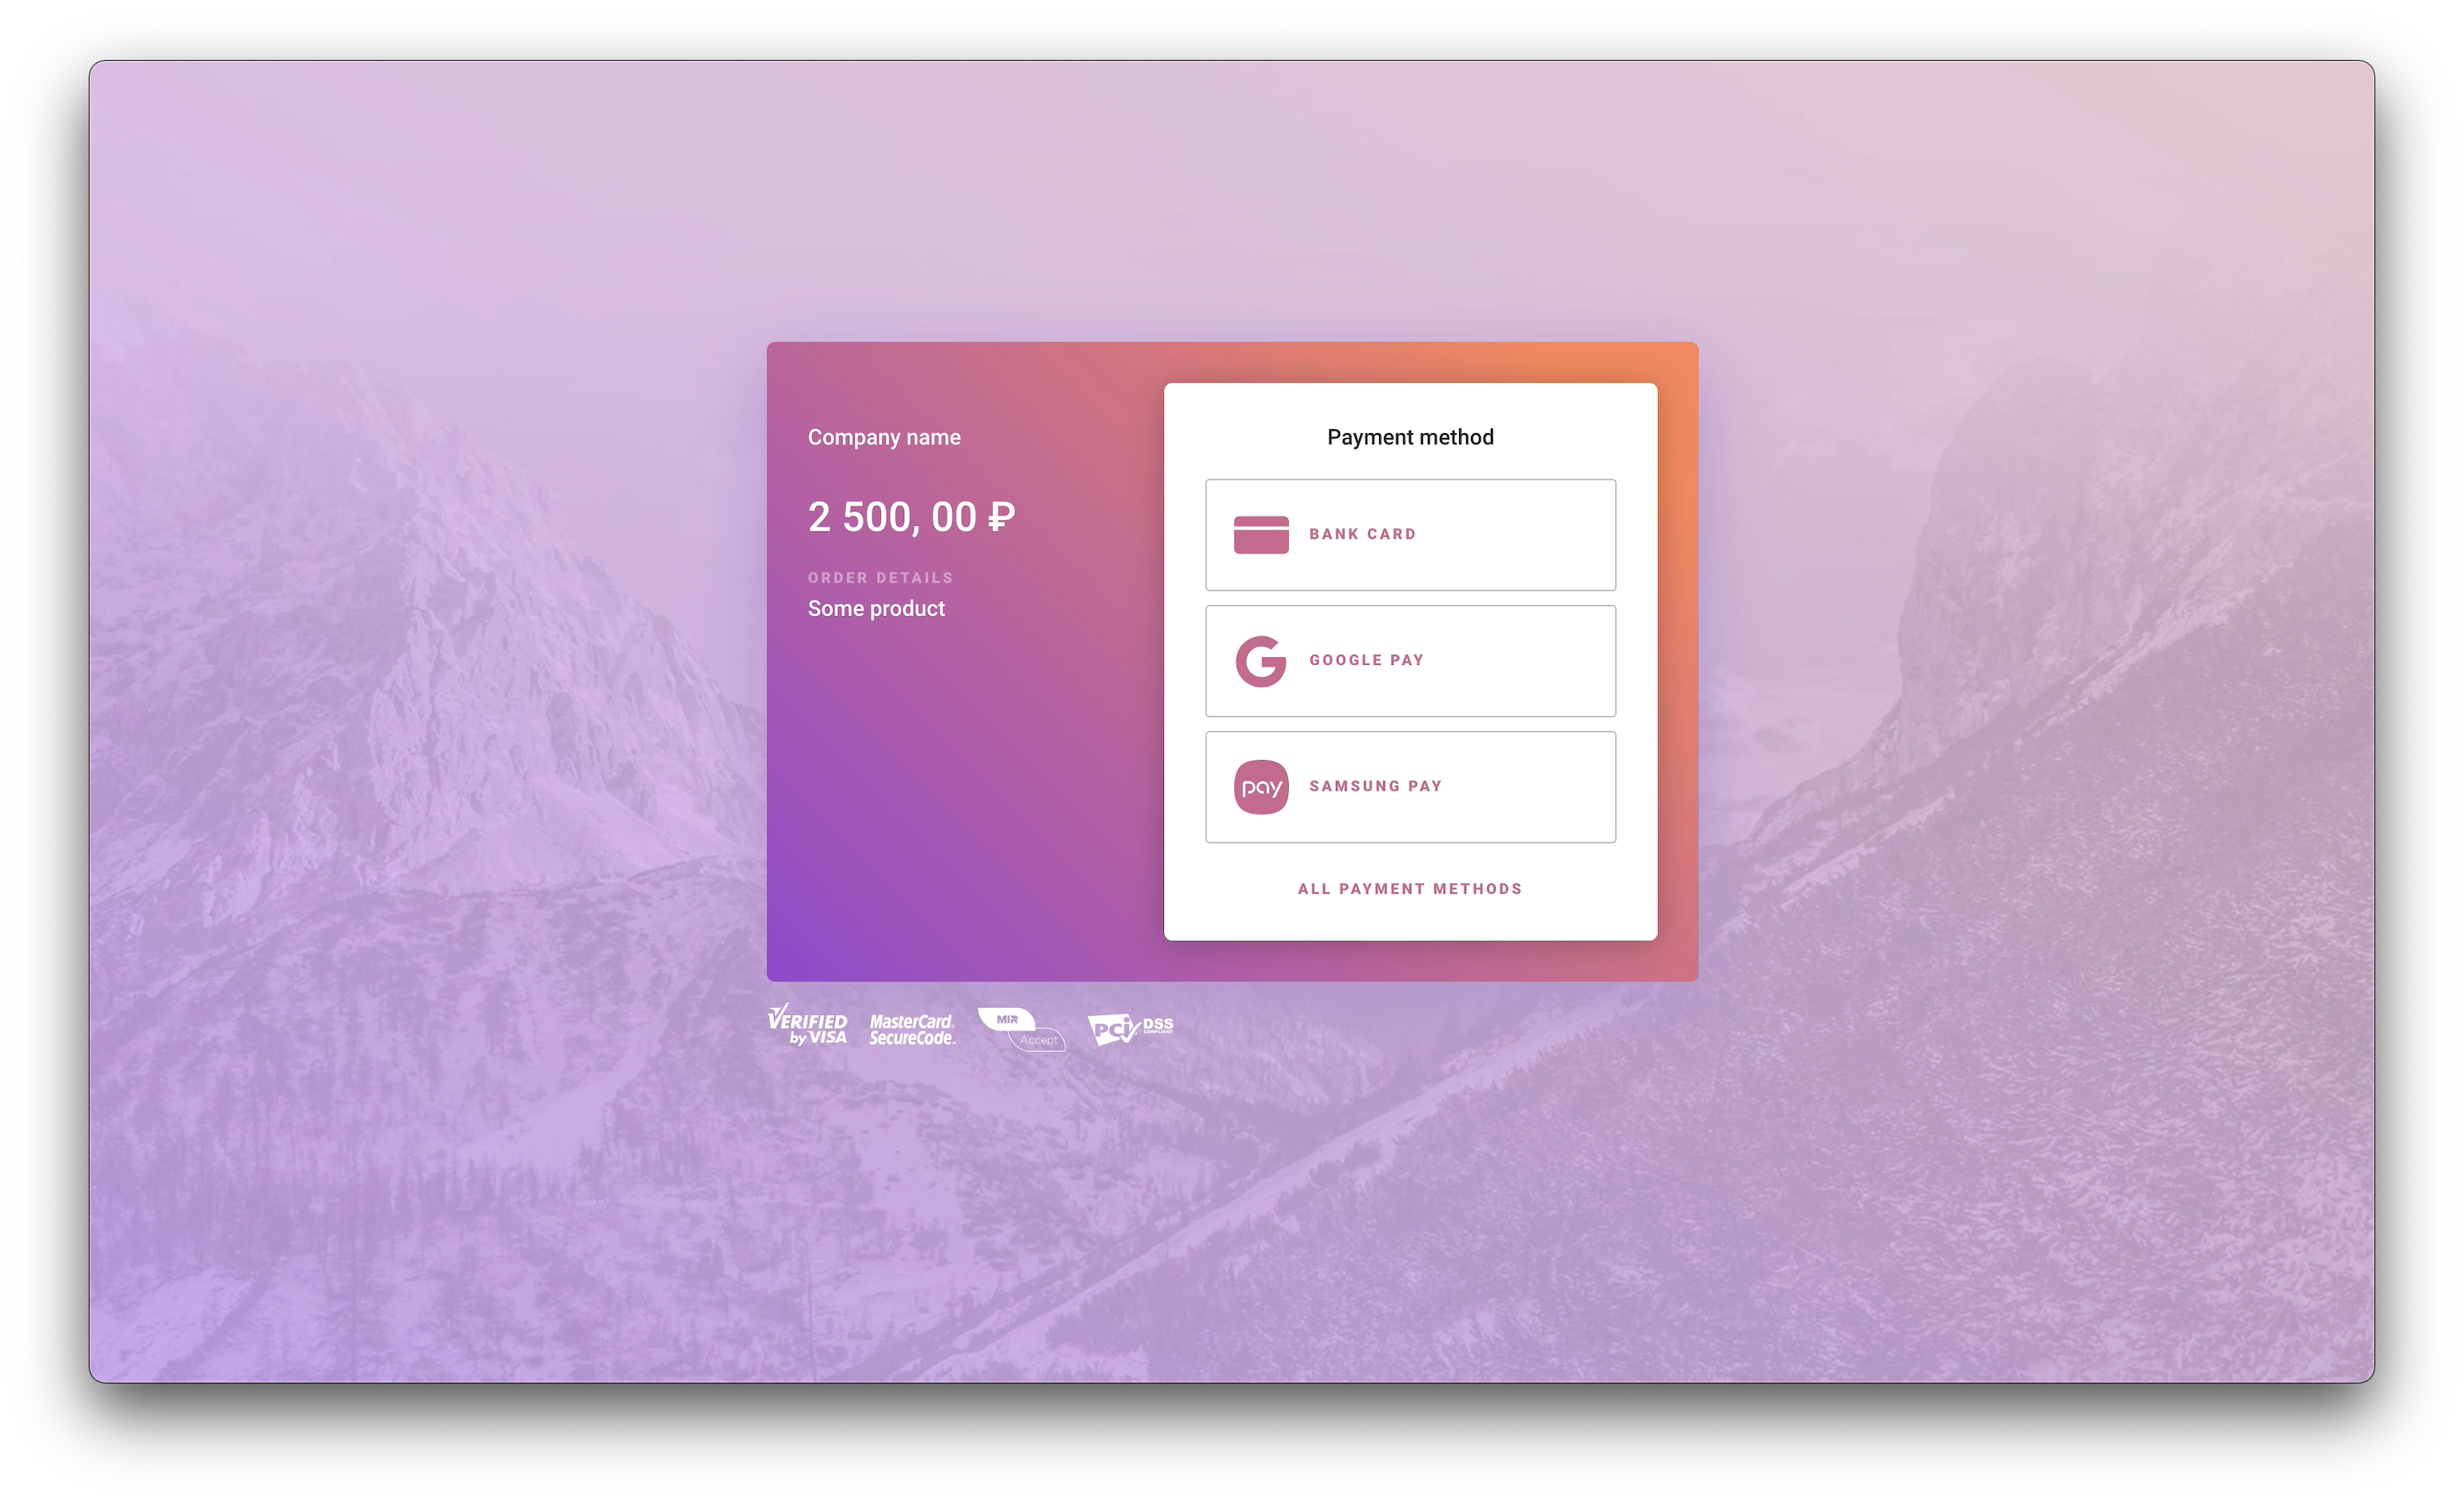 Company name
2 500, 00 ₽
ORDER DETAILS
Some product
Payment method
BANK CARD
GOOGLE PAY
pay
SAMSUNG PAY
ALL PAYMENT METHODS
VERIFIED
by VISA
MasterCard.
SecureCode.
MIR
Accept
PCi DSS
COMPLIANT